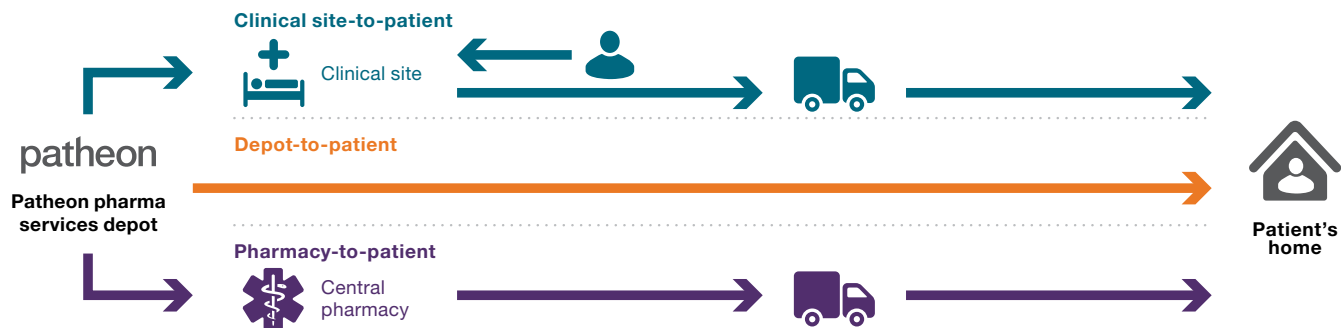 Clinical site-to-patient
Clinical site
Depot-to-patient
patheon
Patheon pharma
services depot
Patient's
home
Pharmacy-to-patient
Central
pharmacy